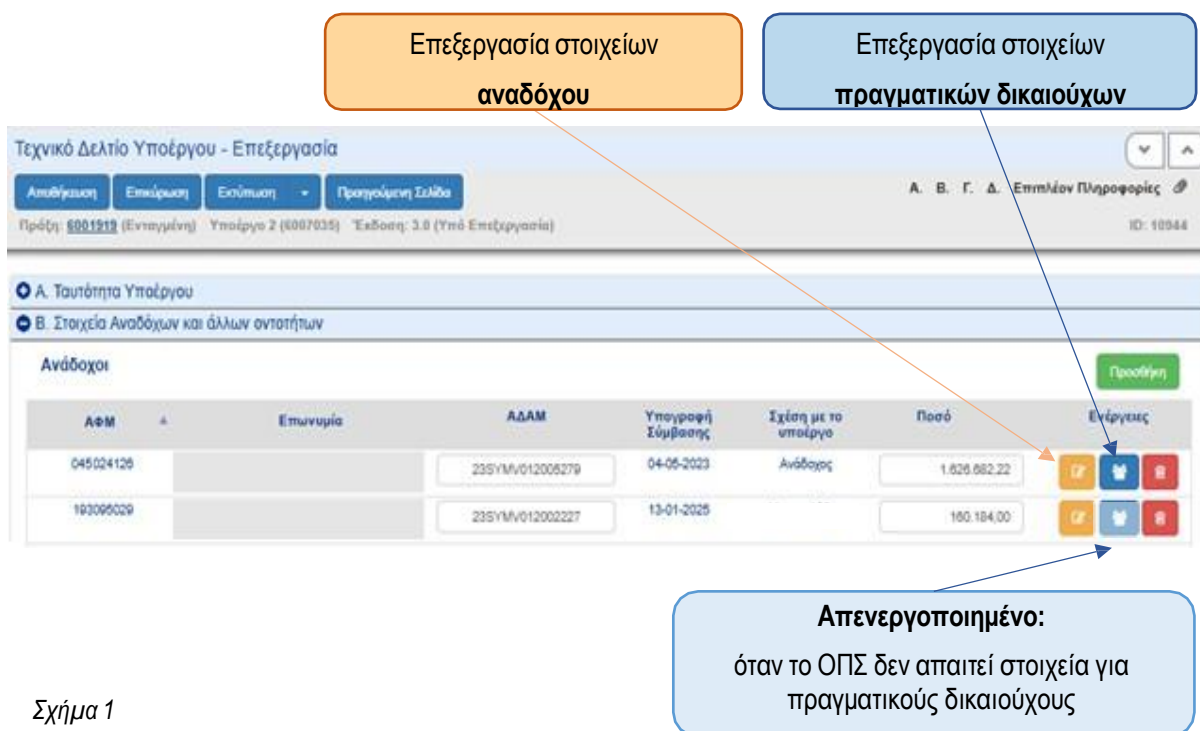 Επεξεργασία στοιχείων
αναδόχου
Επεξεργασία στοιχείων
πραγματικών δικαιούχων
Τεχνικό Δελτίο Υποέργου - Επεξεργασία
Αποθήκευση Επικύρωση Εκτύπωση Προηγούμενη Σελίδα
Α. Β. Γ. Δ. Επιπλέον Πληροφορίες
Πράξη: 6001919 (Ενταγμένη) Υποέργο 2 (6007035) Έκδοση: 3.0 (Υπό Επεξεργασία)
ID: 10944
Α. Ταυτότητα Υποέργου
Β. Στοιχεία Αναδόχων και άλλων οντοτήτων
Ανάδοχοι
Προσθήκη
ΑΦΜ Επωνυμία ΑΔΑΜ Υπογραφή Σύμβασης Σχέση με το υποέργο Ποσό Ενέργειες
045024126 23SYMV012005279 04-05-2023 Ανάδοχος 1.626.682,22
193095029 23SYMV012002227 13-01-2025 160.184,00
Απενεργοποιημένο:
όταν το ΟΠΣ δεν απαιτεί στοιχεία για
πραγματικούς δικαιούχους
Σχήμα 1